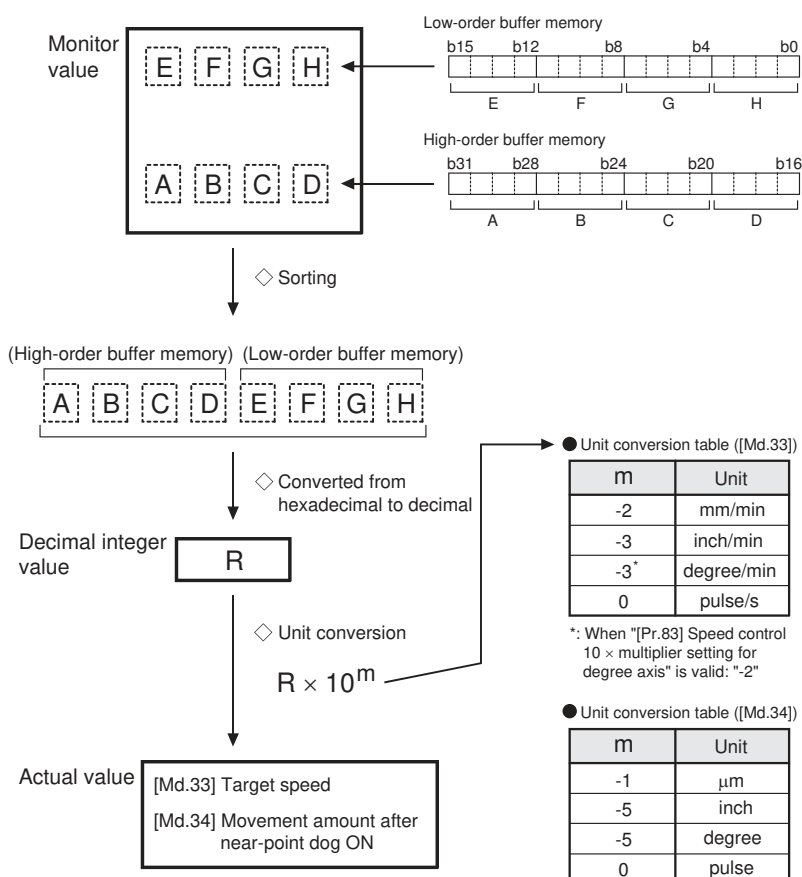 Monitor
value
E F G H
A B C D
Low-order buffer memory
b15 b12 b8 b4 b0
E F G H
High-order buffer memory
b31 b28 b24 b20 b16
A B C D
◇ Sorting
(High-order buffer memory) (Low-order buffer memory)
A B C D E F G H
◇ Converted from
hexadecimal to decimal
Decimal integer
value
R
◇ Unit conversion
R × 10^m
Actual value
[Md.33] Target speed
[Md.34] Movement amount after
near-point dog ON
● Unit conversion table ([Md.33])
m Unit
-2 mm/min
-3 inch/min
-3* degree/min
0 pulse/s
*: When "[Pr.83] Speed control
10 × multiplier setting for
degree axis" is valid: "-2"
● Unit conversion table ([Md.34])
m Unit
-1 μm
-5 inch
-5 degree
0 pulse